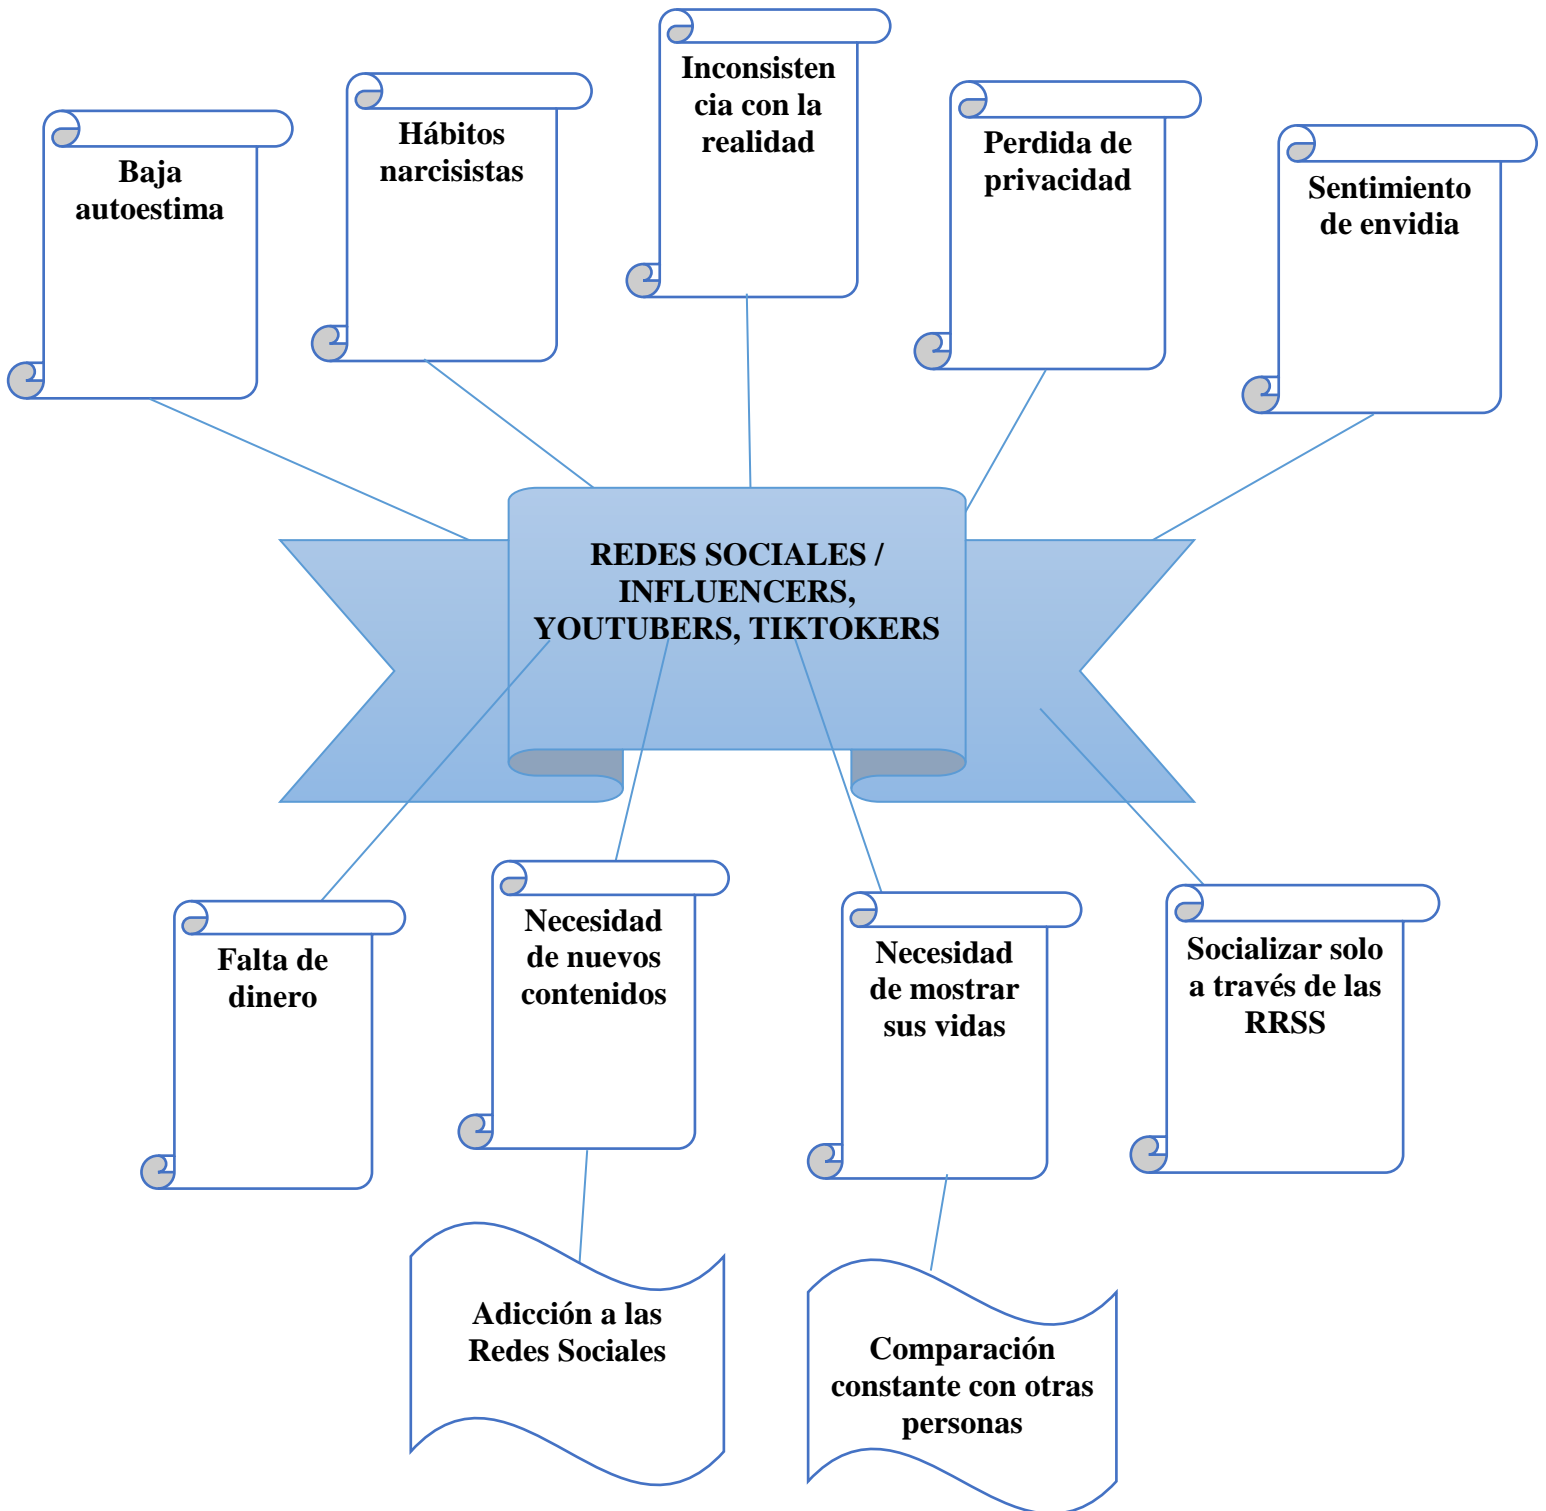 Inconsisten
cia con la
realidad
Hábitos
narcisistas
Perdida de
privacidad
Baja
autoestima
Sentimiento
de envidia
REDES SOCIALES /
INFLUENCERS,
YOUTUBERS, TIKTOKERS
Falta de
dinero
Necesidad
de nuevos
contenidos
Necesidad
de mostrar
sus vidas
Socializar solo
a través de las
RRSS
Adicción a las
Redes Sociales
Comparación
constante con otras
personas